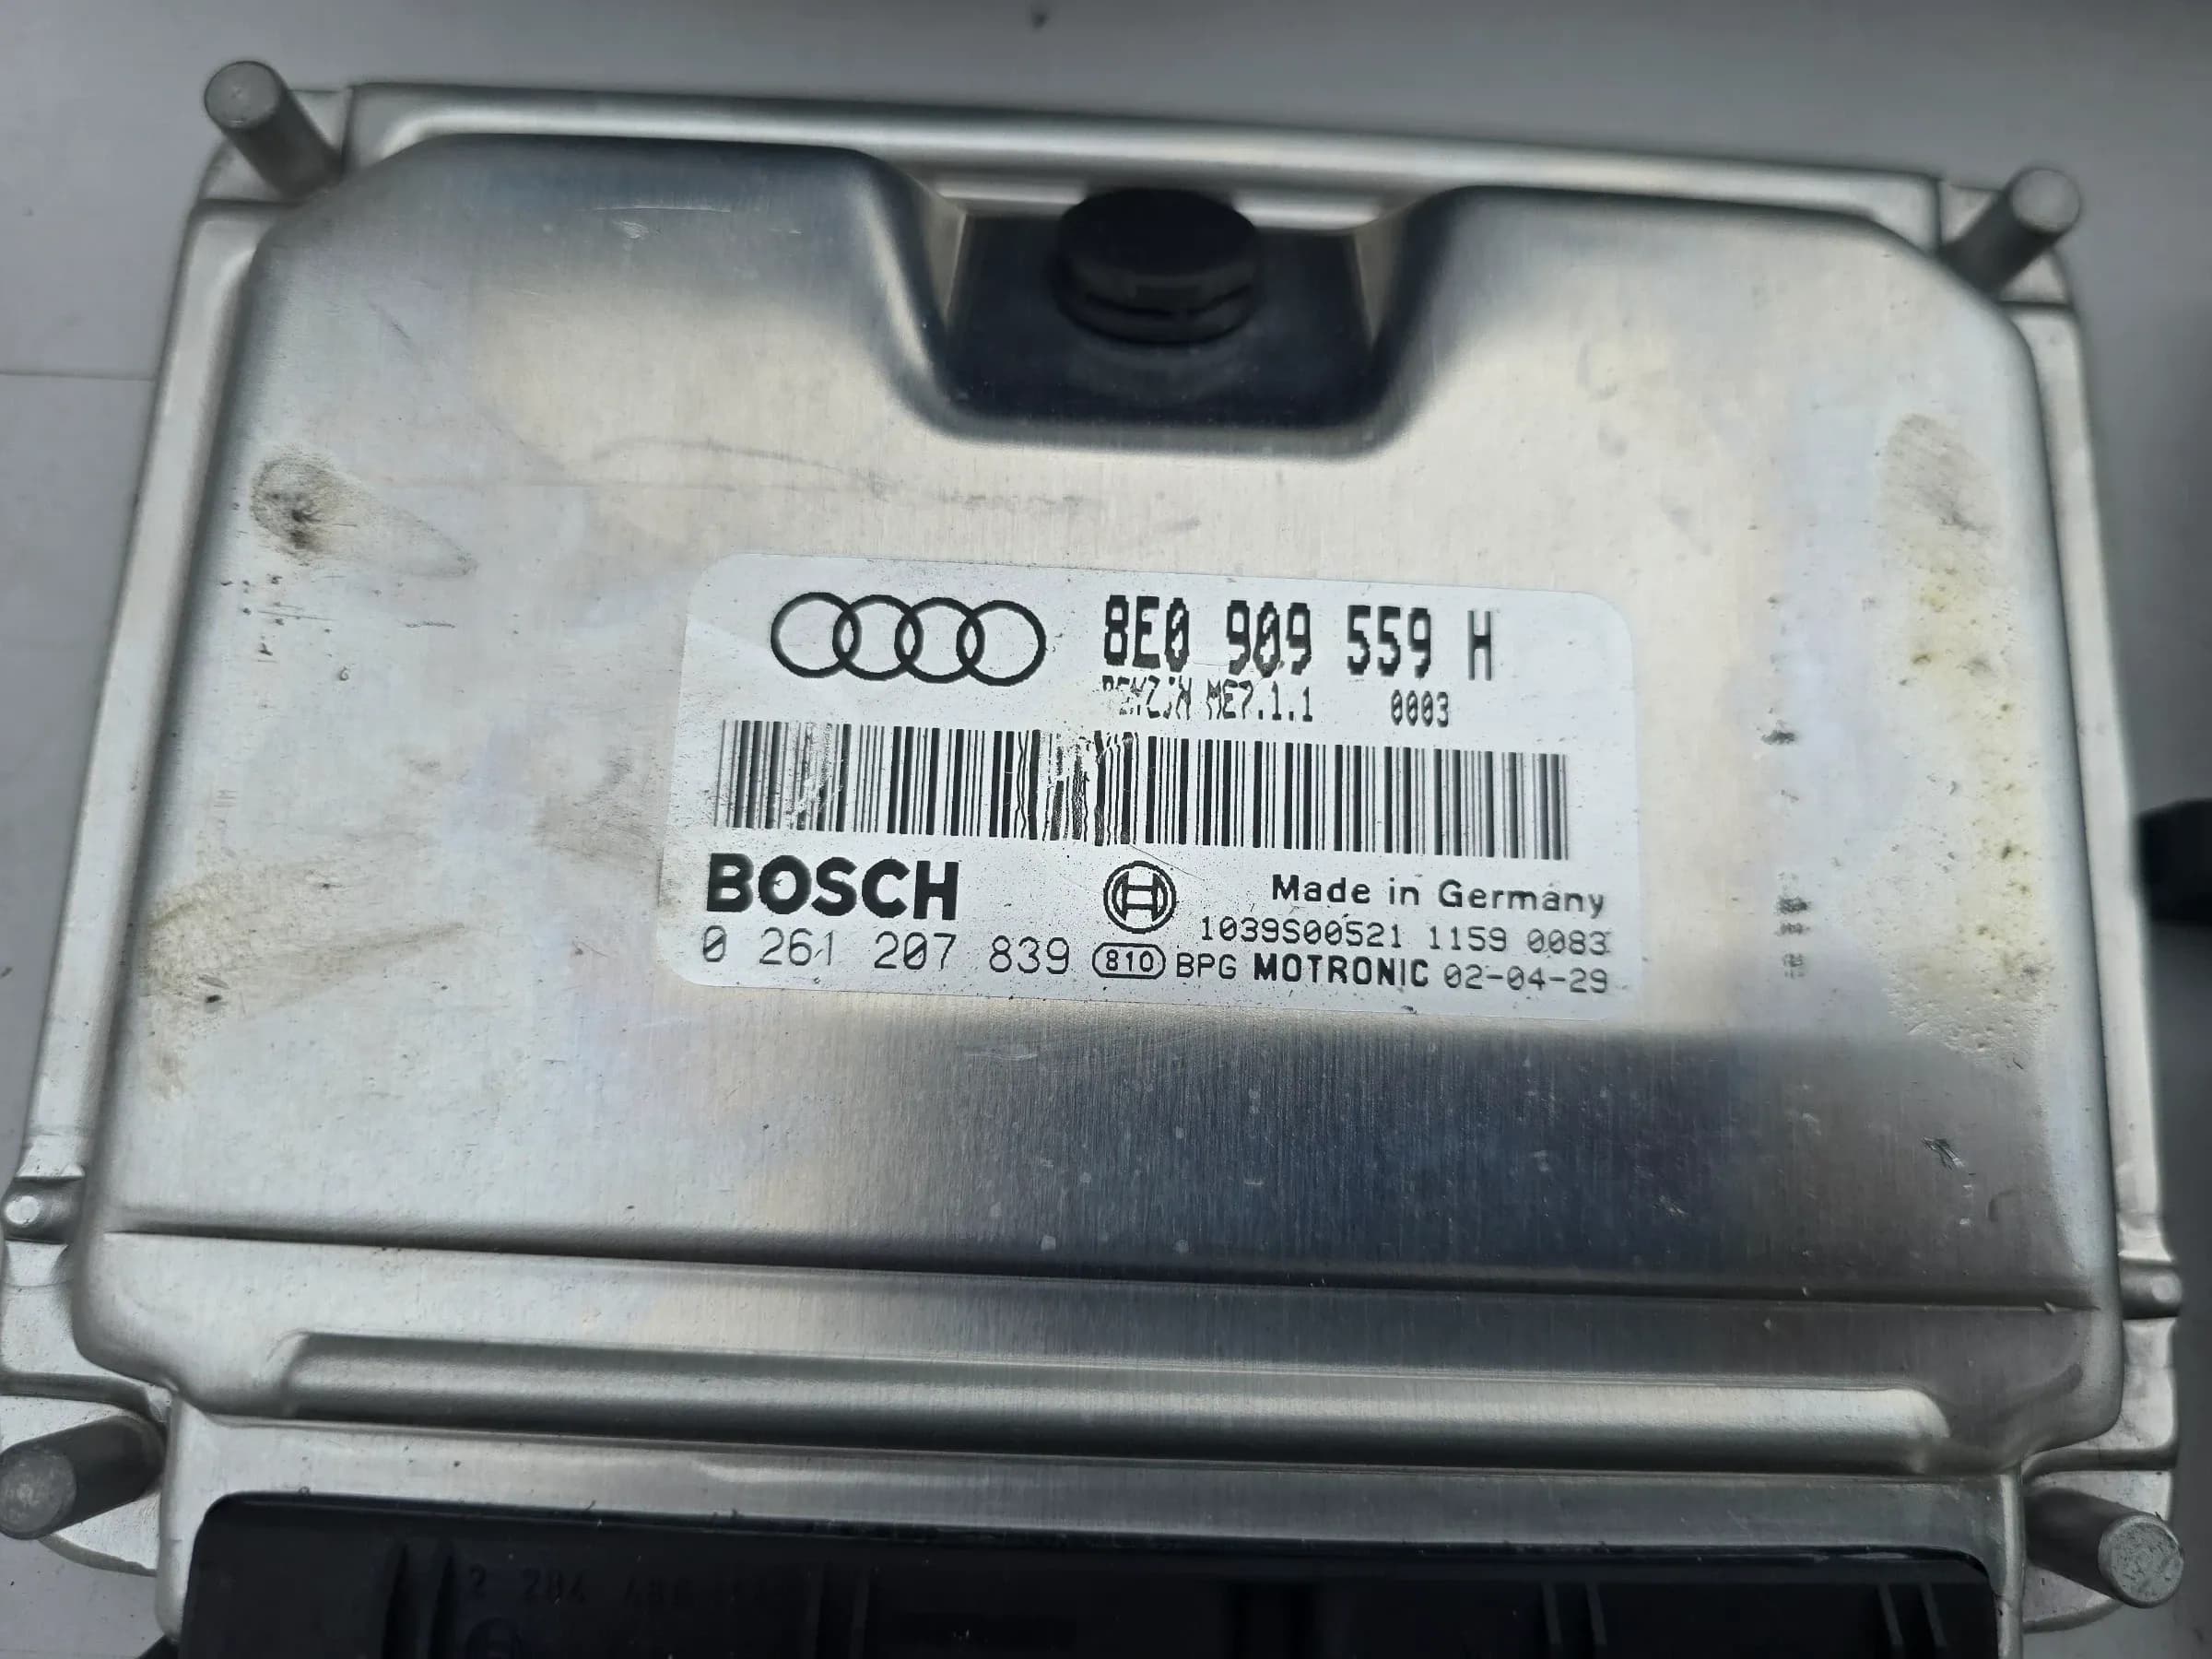 8E0 909 559 H
BENZIN ME7.1.1 0003
BOSCH
Made in Germany
1039S00521 1159 0083
0 261 207 839 810 BPG MOTRONIC 02-04-29